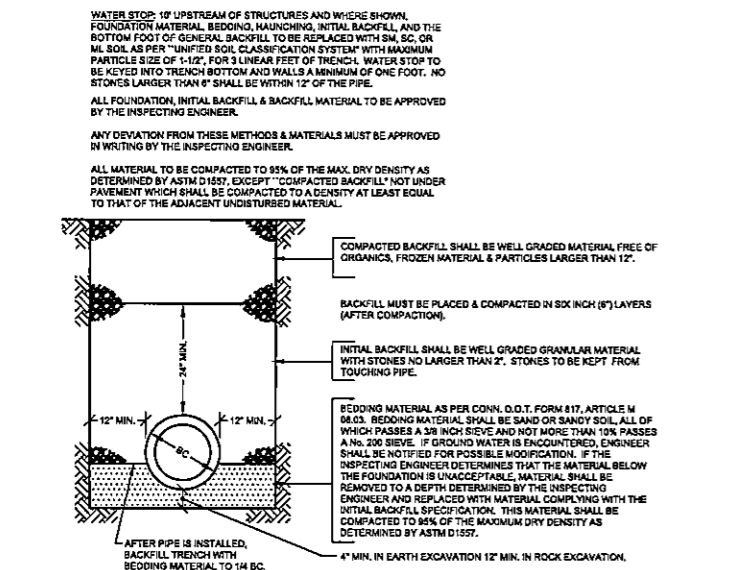 WATER STOP: 10' UPSTREAM OF STRUCTURES AND WHERE SHOWN,
FOUNDATION MATERIAL, BEDDING, HAUNCHING, INITIAL BACKFILL, AND THE
BOTTOM FOOT OF GENERAL BACKFILL TO BE REPLACED WITH SM, SC, OR
ML SOIL AS PER "UNIFIED SOIL CLASSIFICATION SYSTEM" WITH MAXIMUM
PARTICLE SIZE OF 1-1/2", FOR 3 LINEAR FEET OF TRENCH. WATER STOP TO
BE KEYED INTO TRENCH BOTTOM AND WALLS A MINIMUM OF ONE FOOT. NO
STONES LARGER THAN 6" SHALL BE WITHIN 12" OF THE PIPE.
ALL FOUNDATION, INITIAL BACKFILL & BACKFILL MATERIAL TO BE APPROVED
BY THE INSPECTING ENGINEER.
ANY DEVIATION FROM THESE METHODS & MATERIALS MUST BE APPROVED
IN WRITING BY THE INSPECTING ENGINEER.
ALL MATERIAL TO BE COMPACTED TO 95% OF THE MAX. DRY DENSITY AS
DETERMINED BY ASTM D1557, EXCEPT "COMPACTED BACKFILL" NOT UNDER
PAVEMENT WHICH SHALL BE COMPACTED TO A DENSITY AT LEAST EQUAL
TO THAT OF THE ADJACENT UNDISTURBED MATERIAL.
COMPACTED BACKFILL SHALL BE WELL GRADED MATERIAL FREE OF
ORGANICS, FROZEN MATERIAL & PARTICLES LARGER THAN 12".
BACKFILL MUST BE PLACED & COMPACTED IN SIX INCH (6") LAYERS
(AFTER COMPACTION).
24" MIN.
INITIAL BACKFILL SHALL BE WELL GRADED GRANULAR MATERIAL
WITH STONES NO LARGER THAN 2". STONES TO BE KEPT FROM
TOUCHING PIPE.
12" MIN.
12" MIN.
BC
BEDDING MATERIAL AS PER CONN. D.O.T. FORM 817, ARTICLE M
08.03. BEDDING MATERIAL SHALL BE SAND OR SANDY SOIL, ALL OF
WHICH PASSES A 3/8 INCH SIEVE AND NOT MORE THAN 10% PASSES
A No. 200 SIEVE. IF GROUND WATER IS ENCOUNTERED, ENGINEER
SHALL BE NOTIFIED FOR POSSIBLE MODIFICATION. IF THE
INSPECTING ENGINEER DETERMINES THAT THE MATERIAL BELOW
THE FOUNDATION IS UNACCEPTABLE, MATERIAL SHALL BE
REMOVED TO A DEPTH DETERMINED BY THE INSPECTING
ENGINEER AND REPLACED WITH MATERIAL COMPLYING WITH THE
INITIAL BACKFILL SPECIFICATION. THIS MATERIAL SHALL BE
COMPACTED TO 95% OF THE MAXIMUM DRY DENSITY AS
DETERMINED BY ASTM D1557.
AFTER PIPE IS INSTALLED,
BACKFILL TRENCH WITH
BEDDING MATERIAL TO 1/4 BC.
4" MIN. IN EARTH EXCAVATION 12" MIN. IN ROCK EXCAVATION.